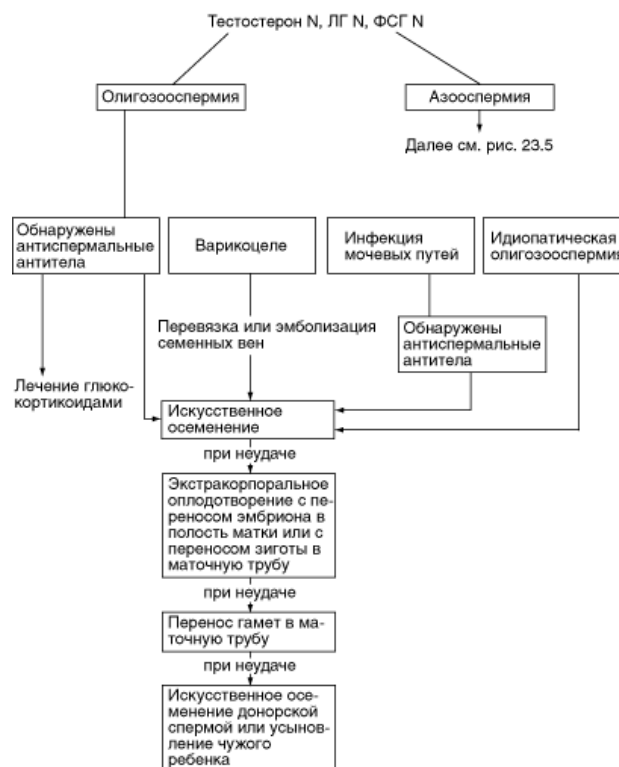 Тестостерон N, ЛГ N, ФСГ N
Олигозооспермия
Азооспермия
Далее см. рис. 23.5
Обнаружены
антиспермальные
антитела
Варикоцеле
Инфекция
мочевых путей
Идиопатическая
олигозооспермия
Перевязка или эмболизация
семенных вен
Обнаружены
антиспермальные
антитела
Лечение глюко-
кортикоидами
Искусственное
осеменение
при неудаче
Экстракорпоральное
оплодотворение с пе-
реносом эмбриона в
полость матки или с
переносом зиготы в
маточную трубу
при неудаче
Перенос гамет в ма-
точную трубу
при неудаче
Искусственное осе-
менение донорской
спермой или усынов-
ление чужого
ребенка